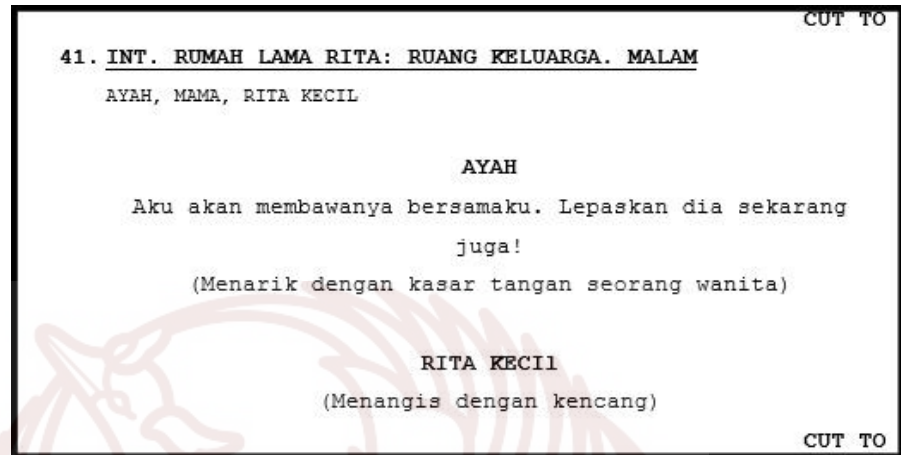 CUT TO
41. INT. RUMAH LAMA RITA: RUANG KELUARGA. MALAM
AYAH, MAMA, RITA KECIL
AYAH
Aku akan membawanya bersamaku. Lepaskan dia sekarang
juga!
(Menarik dengan kasar tangan seorang wanita)
RITA KECIl
(Menangis dengan kencang)
CUT TO